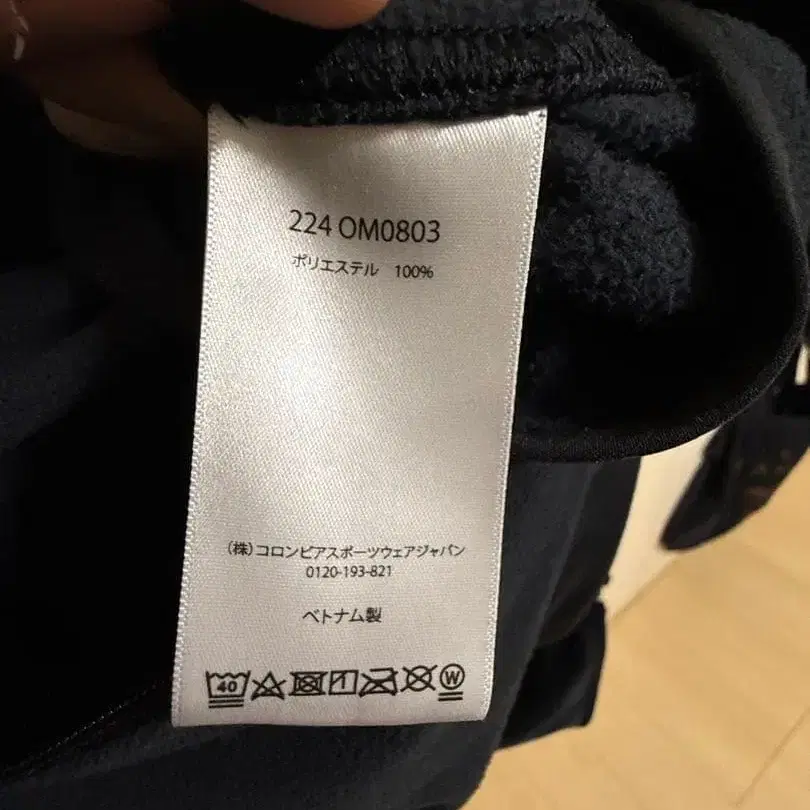 224 OM0803
ポリエステル 100%
(株)コロンビアスポーツウェアジャパン
0120-193-821
ベトナム製
40
W